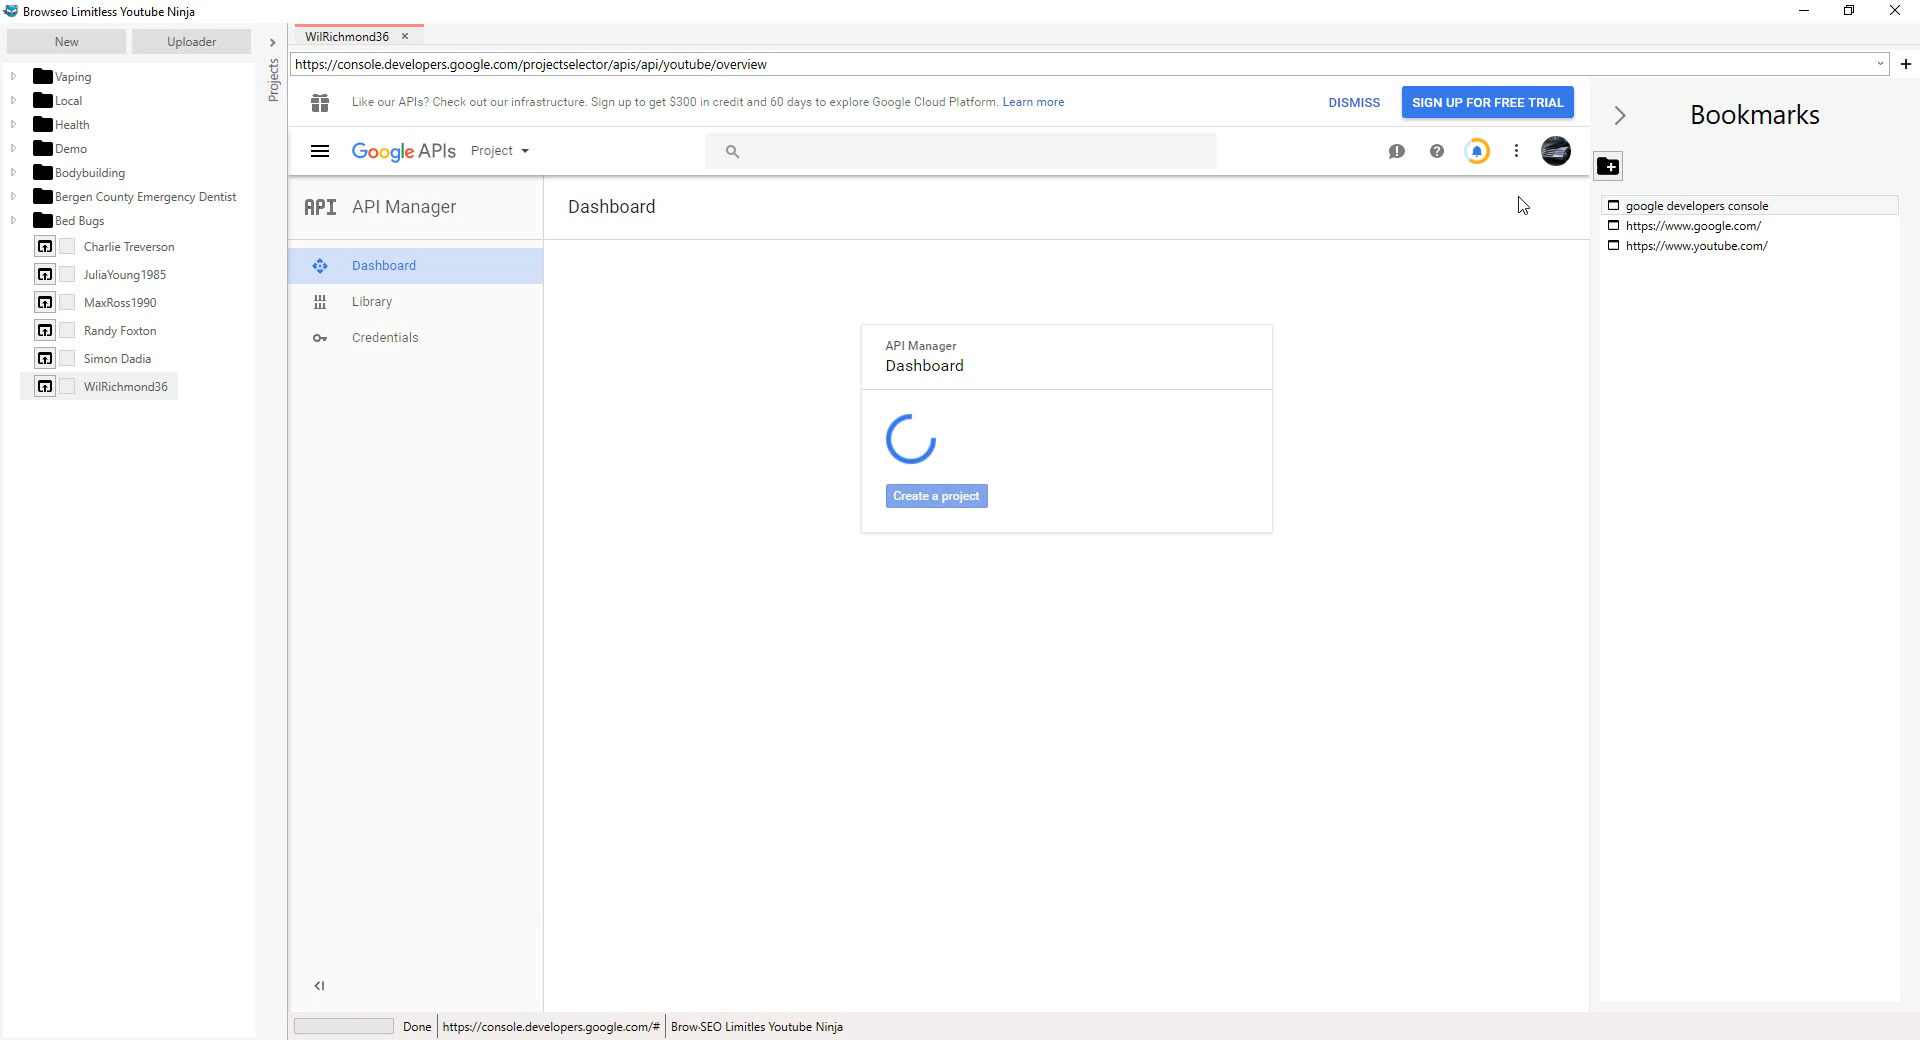 Browseo Limitless Youtube Ninja
New
Uploader
Projects
Vaping
Local
Health
Demo
Bodybuilding
Bergen County Emergency Dentist
Bed Bugs
Charlie Treverson
JuliaYoung1985
MaxRoss1990
Randy Foxton
Simon Dadia
WilRichmond36
WilRichmond36
https://console.developers.google.com/projectselector/apis/api/youtube/overview
Like our APIs? Check out our infrastructure. Sign up to get $300 in credit and 60 days to explore Google Cloud Platform. Learn more
DISMISS
SIGN UP FOR FREE TRIAL
Google APIs
Project
API
API Manager
Dashboard
Dashboard
Library
Credentials
API Manager
Dashboard
Create a project
Bookmarks
google developers console
https://www.google.com/
https://www.youtube.com/
Done
https://console.developers.google.com/#
Brow-SEO Limitles Youtube Ninja